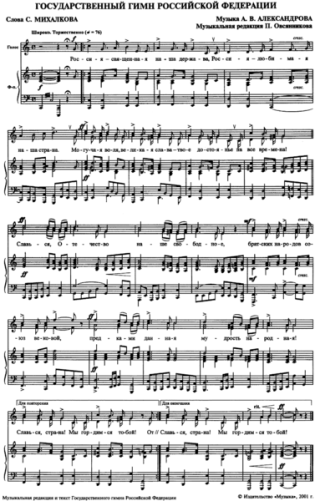 ГОСУДАРСТВЕННЫЙ ГИМН РОССИЙСКОЙ ФЕДЕРАЦИИ
Слова С. МИХАЛКОВА
Музыка А. В. АЛЕКСАНДРОВА
Музыкальная редакция П. Овсянникова
Широко. Торжественно (♩ = 76)
Голос
Рос - си - я - свя-щен-на-я на - ша дер-жа - ва, Рос-си - я - лю-би - ма - я
Ф-п.
на - ша стра-на. Мо-гу-ча-я во-ля, ве-ли-ка-я сла-ва - тво-ё до-сто-я - нье на все вре-ме-на!
Славь - ся, О - те - чест-во на - ше сво - бод-но - е, брат-ских на-ро-дов со -
юз ве-ко-вой, пред - ка-ми дан-на-я муд-рость на-род-на-я!
Для повторения
Для окончания
Славь-ся, стра-на! Мы гор-дим-ся то-бой! От // Славь-ся, стра-на! Мы гор-дим-ся то-бой!
Музыкальная редакция и текст Государственного гимна Российской Федерации
© Издательство «Музыка», 2001 г.